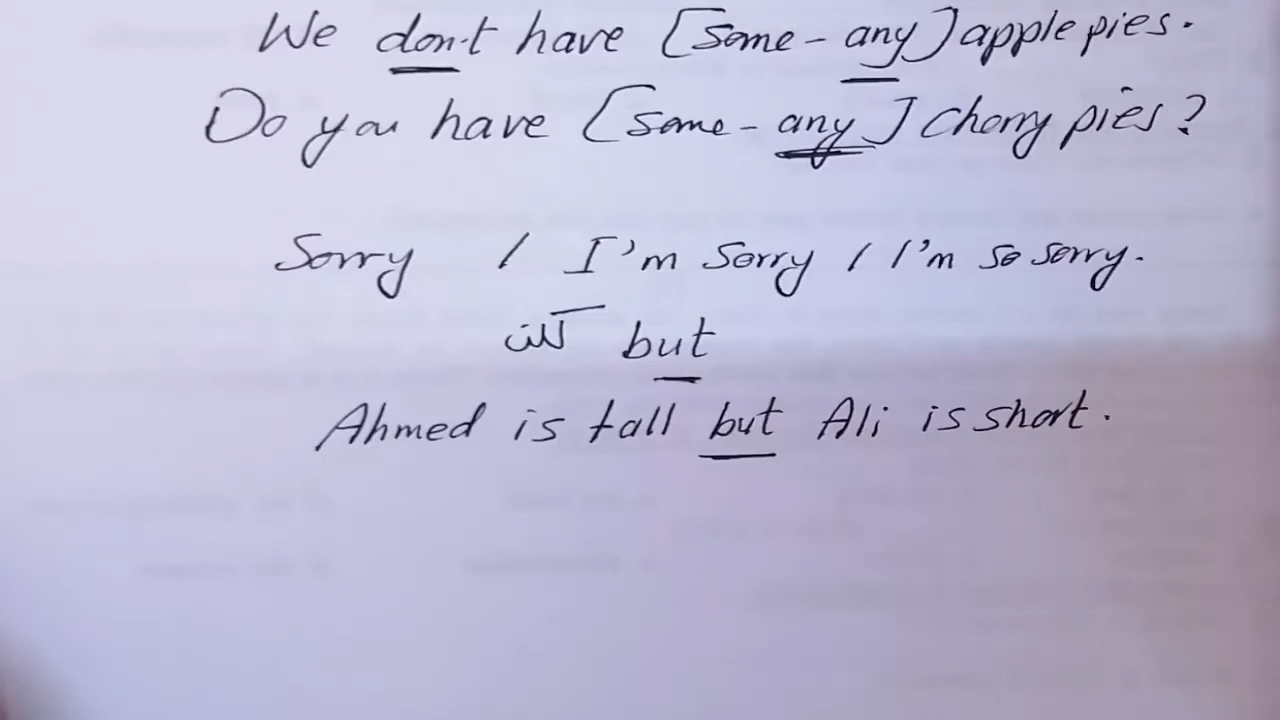 We don't have [Some - any] apple pies.
Do you have [Some - any] Cherry pies?
Sorry / I'm Sorry / I'm so sorry.
لكن but
Ahmed is tall but Ali is short.